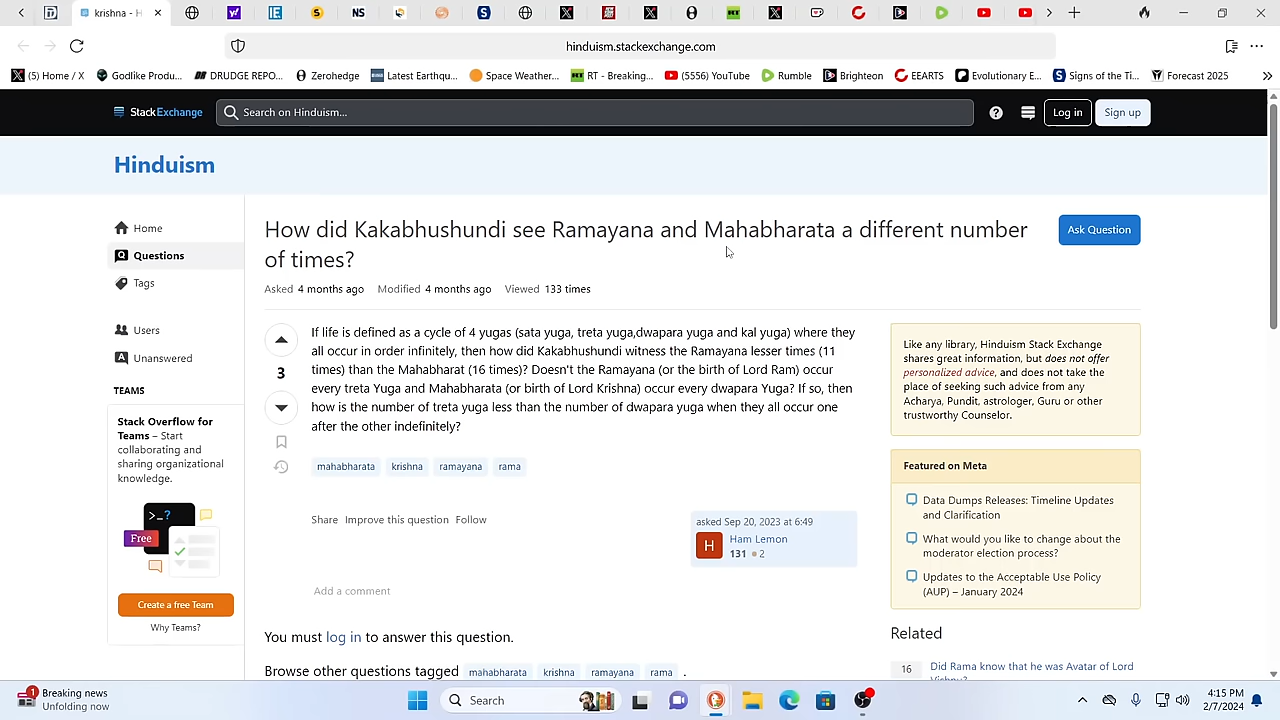 krishna - H
hinduism.stackexchange.com
(5) Home / X
Godlike Produ...
DRUDGE REPO...
Zerohedge
Latest Earthqu...
Space Weather...
RT - Breaking...
(5556) YouTube
Rumble
Brighteon
EEARTS
Evolutionary E...
Signs of the Ti...
Forecast 2025
StackExchange
Search on Hinduism...
Log in
Sign up
Hinduism
Home
Questions
Tags
Users
Unanswered
TEAMS
Stack Overflow for
Teams – Start
collaborating and
sharing organizational
knowledge.
>_?
Free
Create a free Team
Why Teams?
How did Kakabhushundi see Ramayana and Mahabharata a different number
of times?
Ask Question
Asked 4 months ago Modified 4 months ago Viewed 133 times
3
If life is defined as a cycle of 4 yugas (sata yuga, treta yuga,dwapara yuga and kal yuga) where they
all occur in order infinitely, then how did Kakabhushundi witness the Ramayana lesser times (11
times) than the Mahabharat (16 times)? Doesn't the Ramayana (or the birth of Lord Ram) occur
every treta Yuga and Mahabharata (or birth of Lord Krishna) occur every dwapara Yuga? If so, then
how is the number of treta yuga less than the number of dwapara yuga when they all occur one
after the other indefinitely?
mahabharata krishna ramayana rama
Share Improve this question Follow
asked Sep 20, 2023 at 6:49
H
Ham Lemon
131 2
Add a comment
You must log in to answer this question.
Browse other questions tagged mahabharata krishna ramayana rama .
Like any library, Hinduism Stack Exchange
shares great information, but does not offer
personalized advice, and does not take the
place of seeking such advice from any
Acharya, Pundit, astrologer, Guru or other
trustworthy Counselor.
Featured on Meta
Data Dumps Releases: Timeline Updates
and Clarification
What would you like to change about the
moderator election process?
Updates to the Acceptable Use Policy
(AUP) – January 2024
Related
16
Did Rama know that he was Avatar of Lord
Vishnu?
1
Breaking news
Unfolding now
Search
4:15 PM
2/7/2024